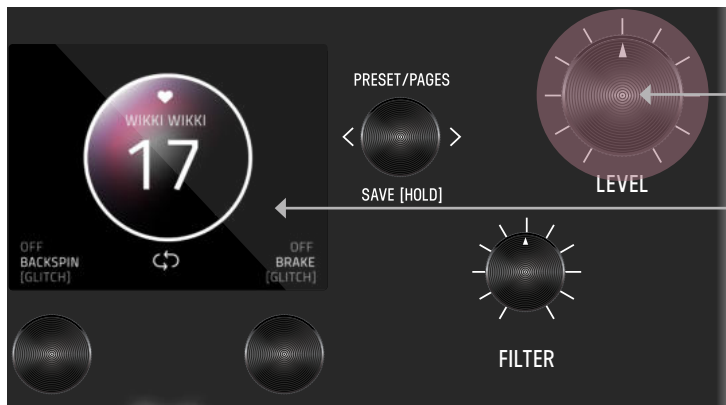 PRESET/PAGES
WIKKI WIKKI
17
SAVE [HOLD]
LEVEL
OFF
BACKSPIN
[GLITCH]
OFF
BRAKE
[GLITCH]
FILTER